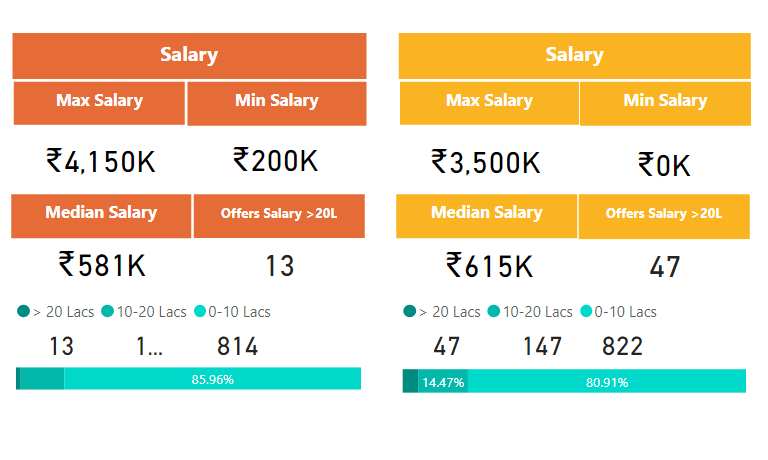 Salary
Max Salary Min Salary
₹4,150K ₹200K
Median Salary Offers Salary >20L
₹581K 13
> 20 Lacs 10-20 Lacs 0-10 Lacs
13 1... 814
85.96%
Salary
Max Salary Min Salary
₹3,500K ₹0K
Median Salary Offers Salary >20L
₹615K 47
> 20 Lacs 10-20 Lacs 0-10 Lacs
47 147 822
14.47% 80.91%